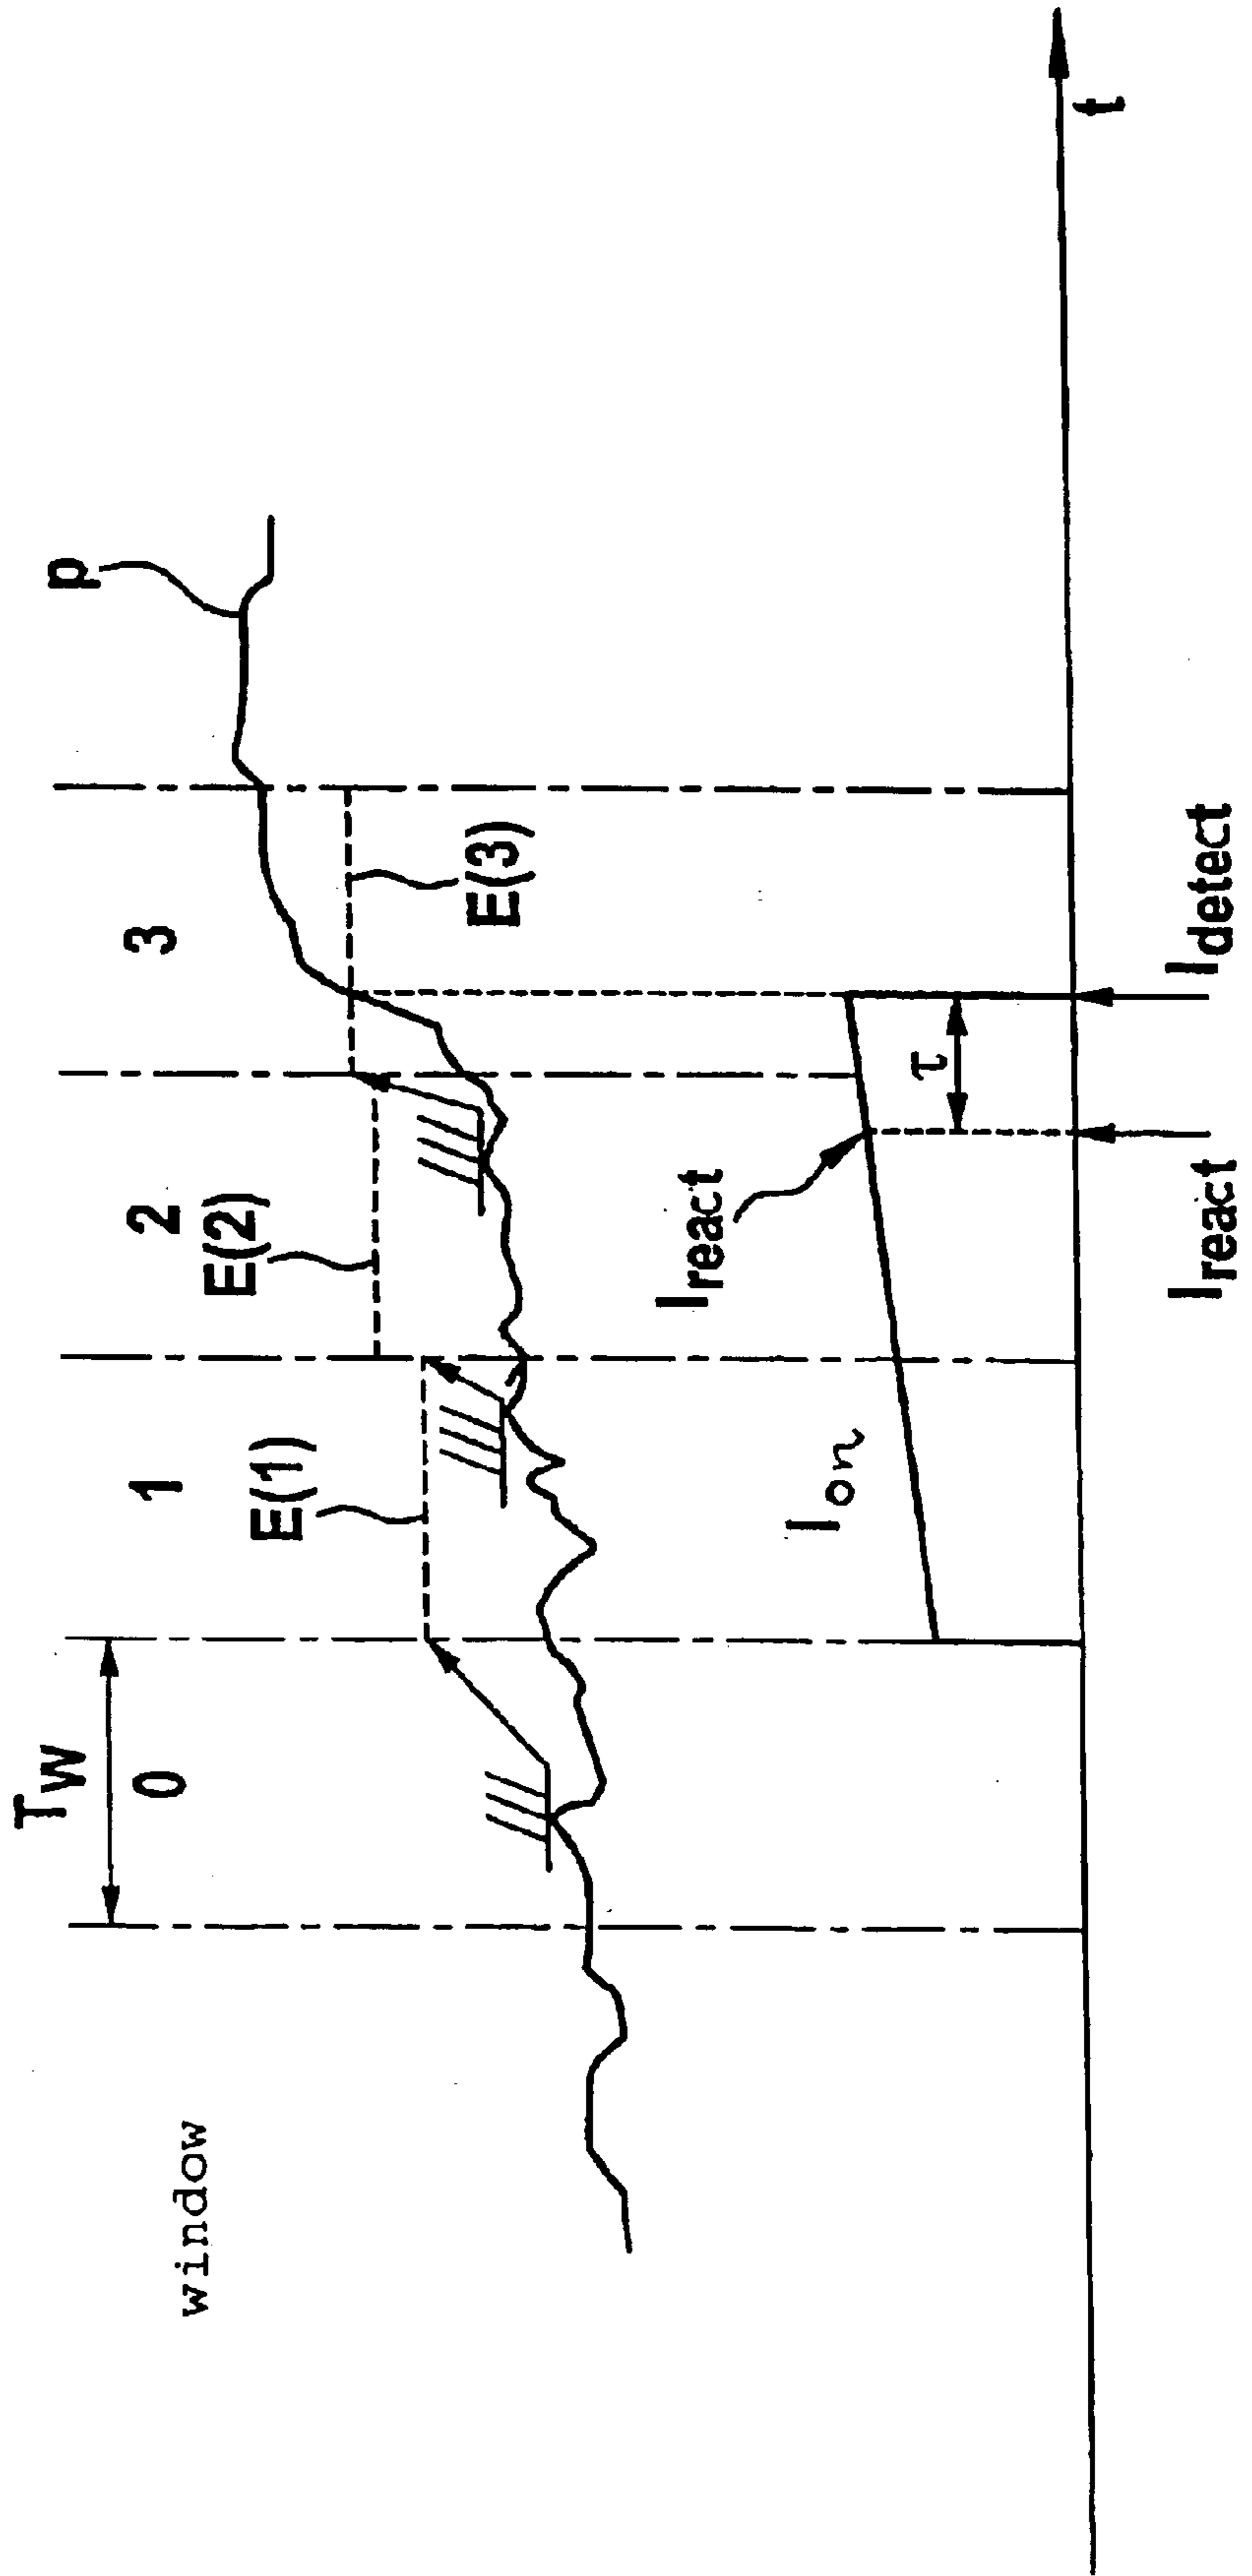 T_W
window 0 1 2 3
p
E(1)
E(2)
E(3)
I_on
I_react
τ
t
I_react
I_detect